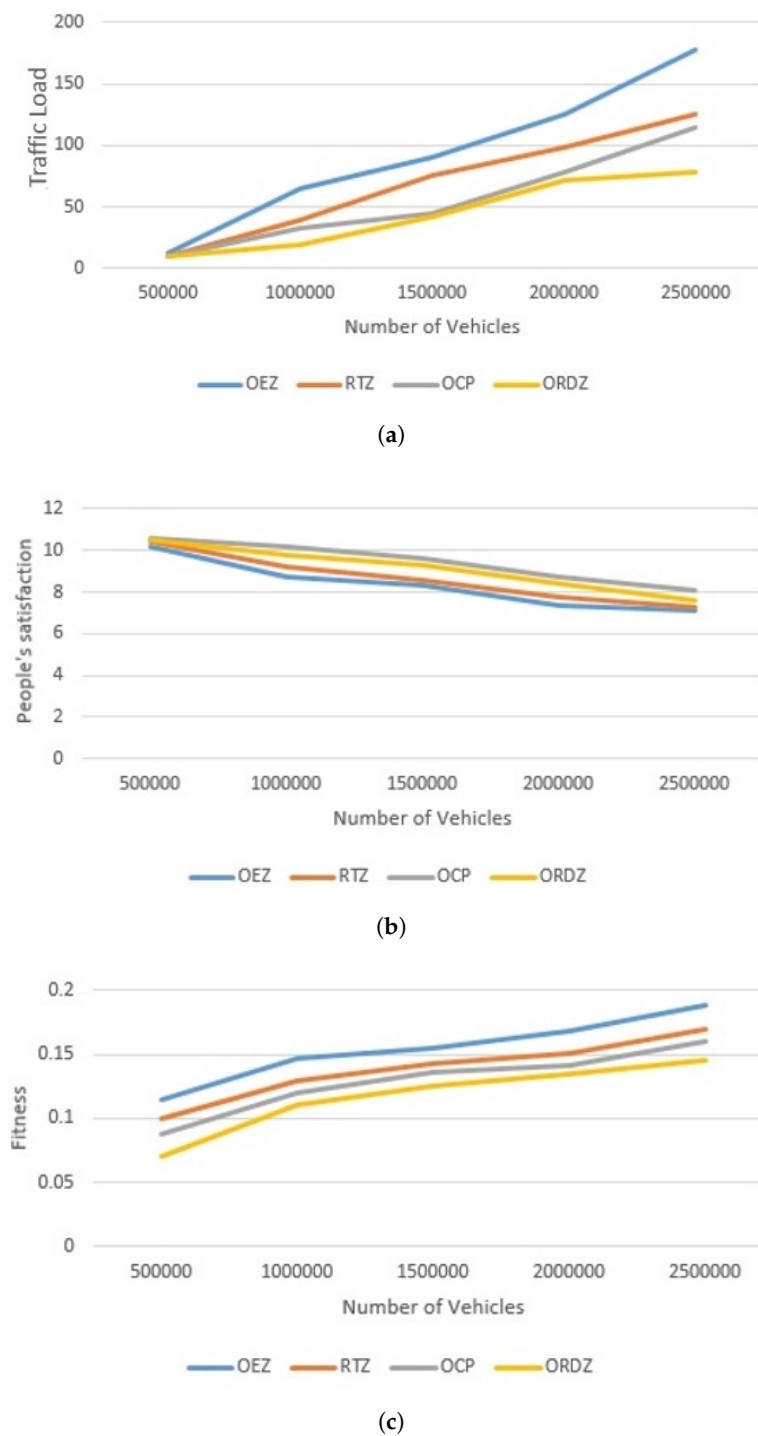 200
150
100
50
0
Traffic Load
500000 1000000 1500000 2000000 2500000
Number of Vehicles
OEZ RTZ OCP ORDZ
(a)
12
10
8
6
4
2
0
People's satisfaction
500000 1000000 1500000 2000000 2500000
Number of Vehicles
OEZ RTZ OCP ORDZ
(b)
0.2
0.15
0.1
0.05
0
Fitness
500000 1000000 1500000 2000000 2500000
Number of Vehicles
OEZ RTZ OCP ORDZ
(c)